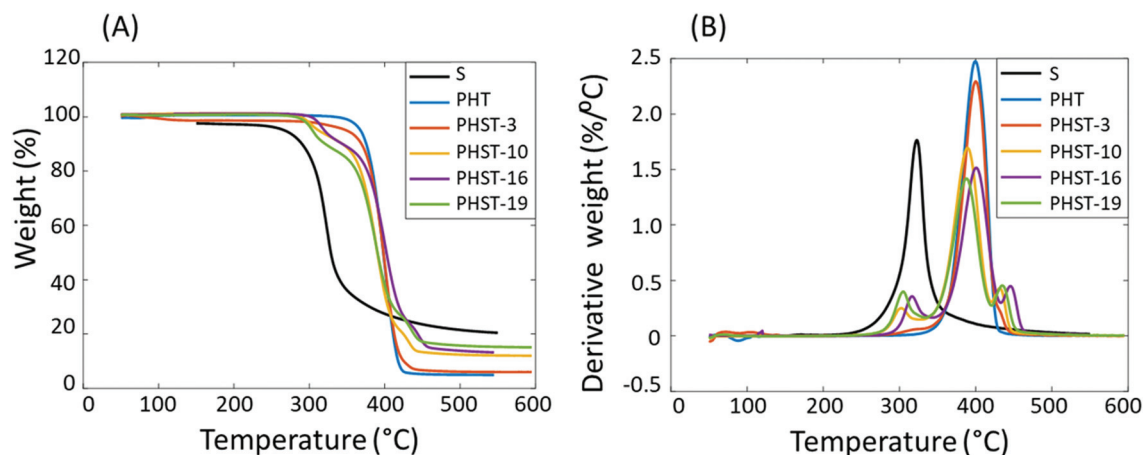 (A)
120
100
80
60
40
20
0
Weight (%)
0 100 200 300 400 500 600
Temperature (°C)
S
PHT
PHST-3
PHST-10
PHST-16
PHST-19
(B)
2.5
2.0
1.5
1.0
0.5
0
-0.5
Derivative weight (%/⁰C)
0 100 200 300 400 500 600
Temperature (°C)
S
PHT
PHST-3
PHST-10
PHST-16
PHST-19